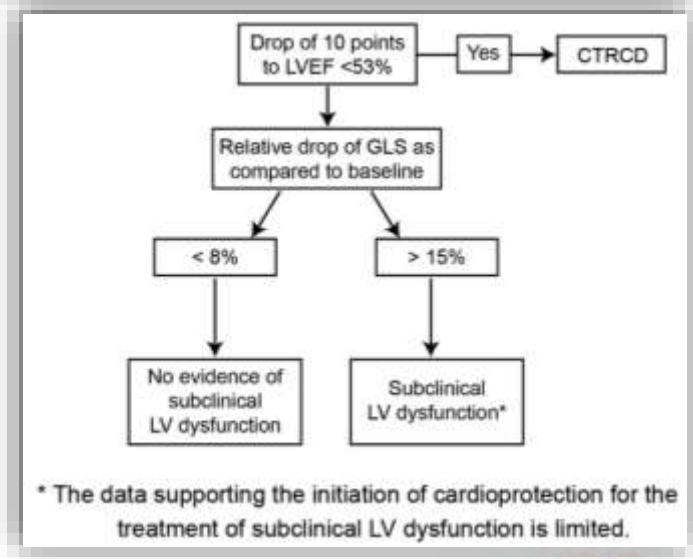 Drop of 10 points
to LVEF <53%
Yes
CTRCD
Relative drop of GLS as
compared to baseline
< 8%
> 15%
No evidence of
subclinical
LV dysfunction
Subclinical
LV dysfunction*
* The data supporting the initiation of cardioprotection for the
treatment of subclinical LV dysfunction is limited.